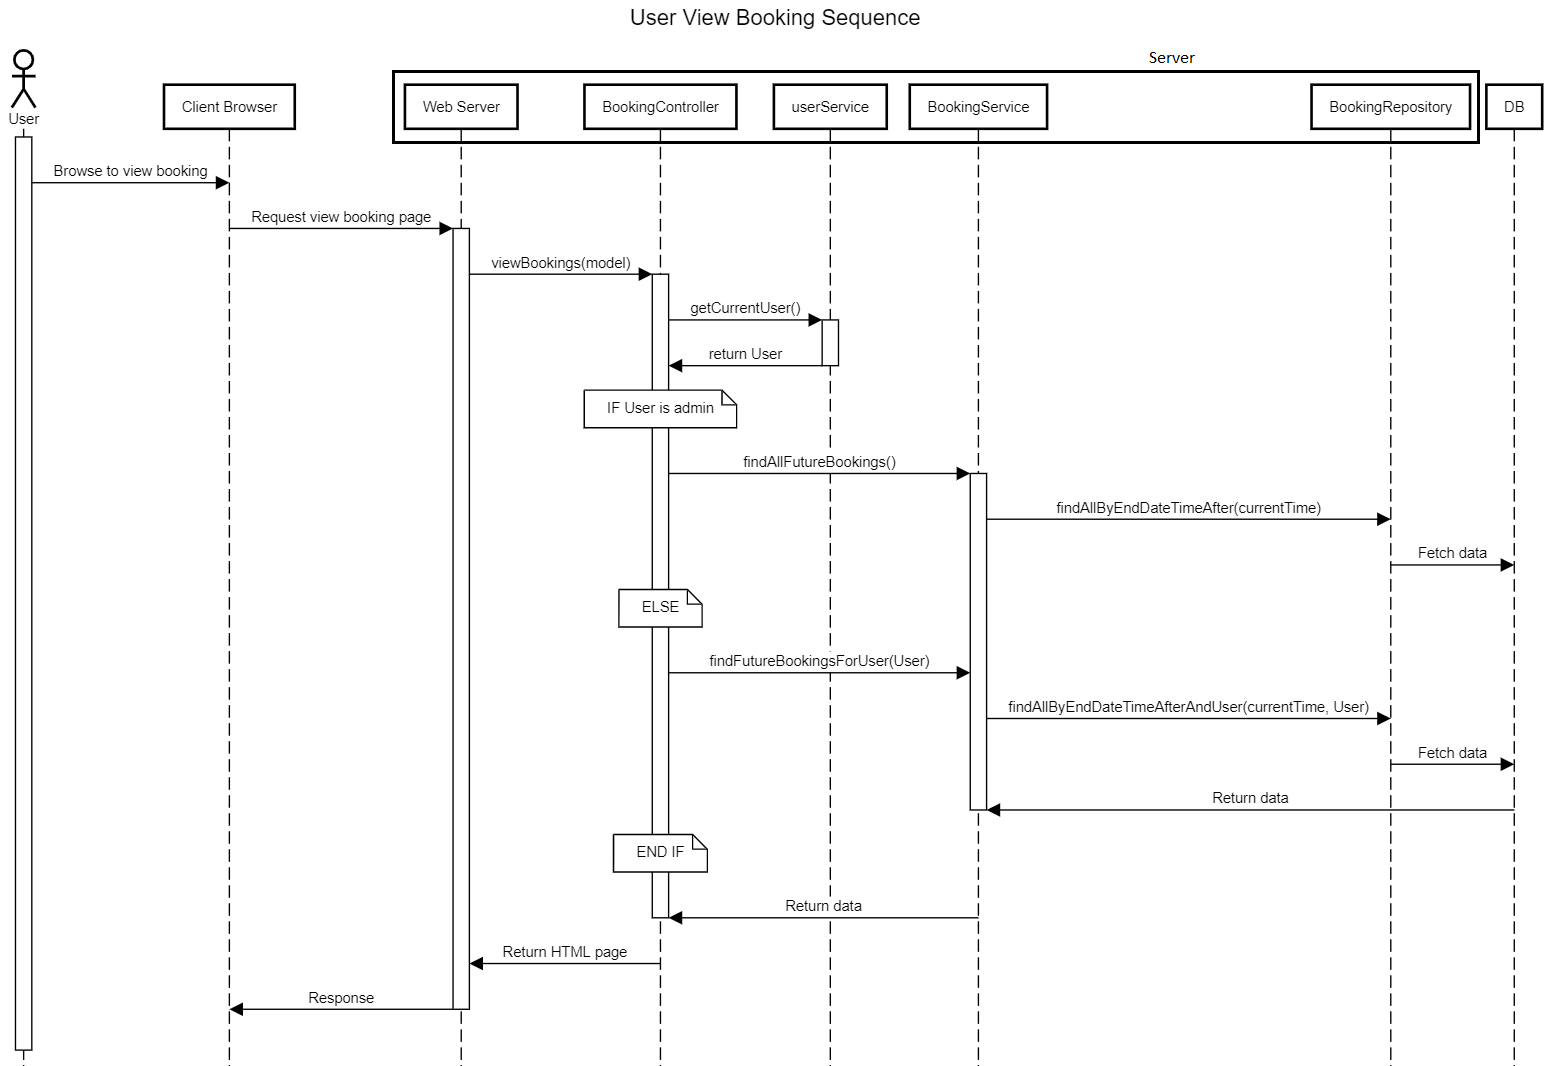 User View Booking Sequence
Server
User
Client Browser
Web Server
BookingController
userService
BookingService
BookingRepository
DB
Browse to view booking
Request view booking page
viewBookings(model)
getCurrentUser()
return User
IF User is admin
findAllFutureBookings()
findAllByEndDateTimeAfter(currentTime)
Fetch data
ELSE
findFutureBookingsForUser(User)
findAllByEndDateTimeAfterAndUser(currentTime, User)
Fetch data
Return data
END IF
Return data
Return HTML page
Response